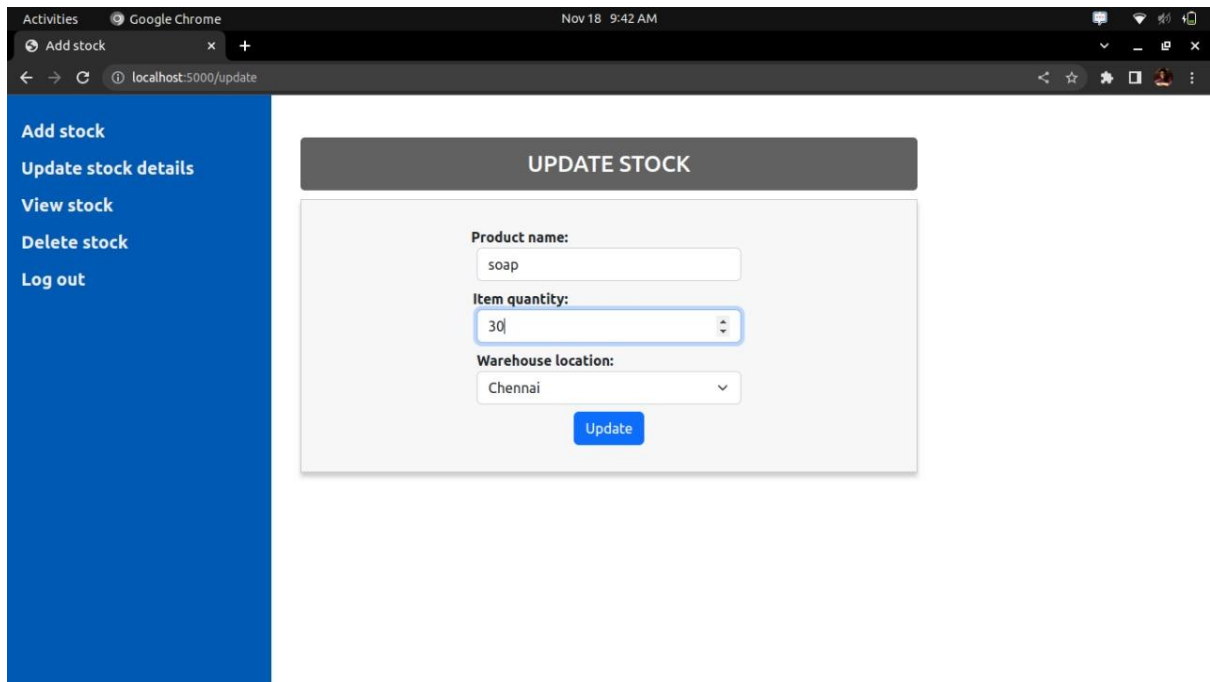 Activities Google Chrome Nov 18 9:42 AM
Add stock
localhost:5000/update
Add stock
Update stock details
View stock
Delete stock
Log out
UPDATE STOCK
Product name:
soap
Item quantity:
30
Warehouse location:
Chennai
Update